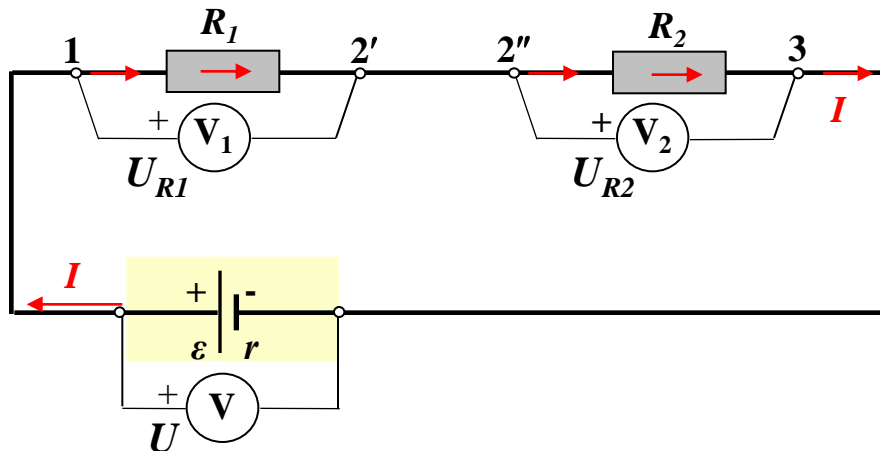 R1 R2
1 2′ 2″ 3
+ V1 + V2 I
UR1 UR2
I + -
ε r
+ V
U